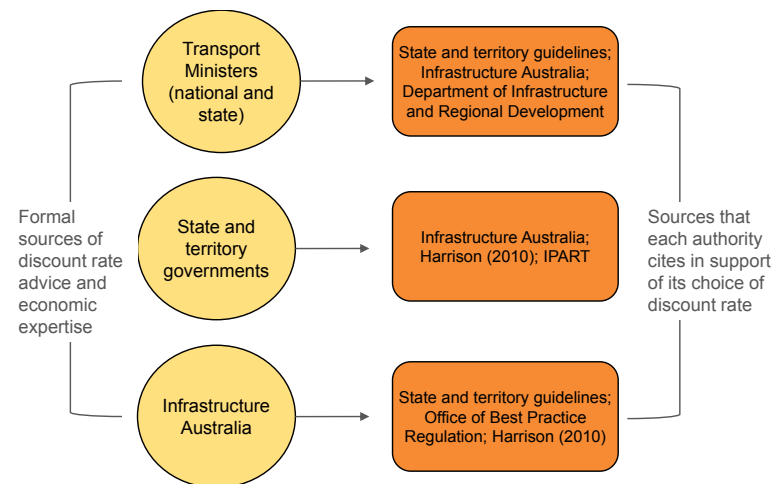 Transport
Ministers
(national and
state)
State and territory guidelines;
Infrastructure Australia;
Department of Infrastructure
and Regional Development
Formal
sources of
discount rate
advice and
economic
expertise
State and
territory
governments
Infrastructure Australia;
Harrison (2010); IPART
Sources that
each authority
cites in support
of its choice of
discount rate
Infrastructure
Australia
State and territory guidelines;
Office of Best Practice
Regulation; Harrison (2010)